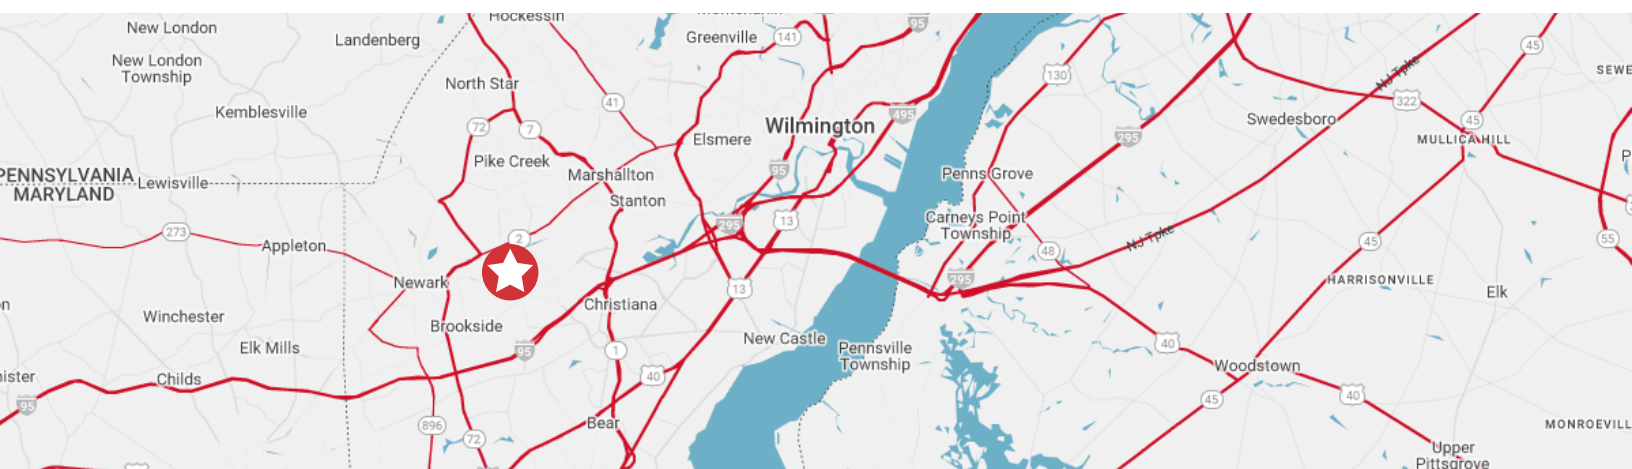 Hockessin
95
New London
Greenville
141
Landenberg
45
New London
Township
130
SEWE
NJ Tpke
North Star
322
41
Kemblesville
495
Swedesboro
45
72
7
Wilmington
295
MULLICA HILL
Elsmere
Pike Creek
95
PENNSYLVANIA
MARYLAND
Lewisville
Marshallton
Penns Grove
Stanton
295
13
Carneys Point
Township
273
2
NJ Tpke
45
55
Appleton
48
Newark
295
HARRISONVILLE
13
Elk
Christiana
Winchester
Brookside
New Castle
Pennsville
Township
40
Elk Mills
95
1
Woodstown
Childs
40
95
45
40
Bear
896
72
MONROEVILL
Upper
Pittsgrove